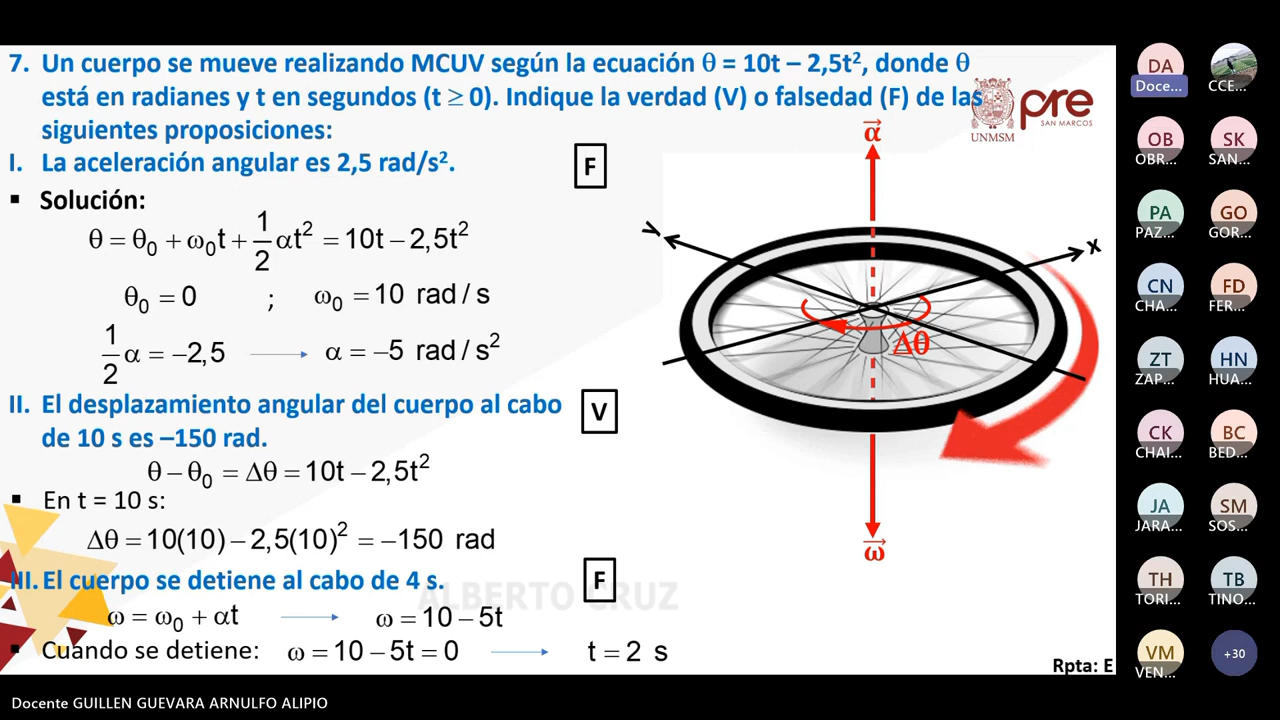 7. Un cuerpo se mueve realizando MCUV según la ecuación θ = 10t – 2,5t², donde θ
está en radianes y t en segundos (t ≥ 0). Indique la verdad (V) o falsedad (F) de las
siguientes proposiciones:
I. La aceleración angular es 2,5 rad/s².
F
▪ Solución:
θ = θ₀ + ω₀t + 1/2 αt² = 10t – 2,5t²
θ₀ = 0 ; ω₀ = 10 rad / s
1/2 α = –2,5 → α = –5 rad / s²
II. El desplazamiento angular del cuerpo al cabo
de 10 s es –150 rad.
V
θ – θ₀ = Δθ = 10t – 2,5t²
▪ En t = 10 s:
Δθ = 10(10) – 2,5(10)² = –150 rad
III. El cuerpo se detiene al cabo de 4 s.
F
ALBERTO CRUZ
ω = ω₀ + αt → ω = 10 – 5t
▪ Cuando se detiene: ω = 10 – 5t = 0 → t = 2 s
UNMSM
pre
SAN MARCOS
α⃗
Y
X
Δθ
ω⃗
Rpta: E
DA
Doce...
CCE...
OB
OBR...
SK
SAN...
PA
PAZ...
GO
GOR...
CN
CHA...
FD
FER...
ZT
ZAP...
HN
HUA...
CK
CHAI...
BC
BED...
JA
JARA...
SM
SOS...
TH
TORI...
TB
TINO...
VM
VEN...
+30
Docente GUILLEN GUEVARA ARNULFO ALIPIO